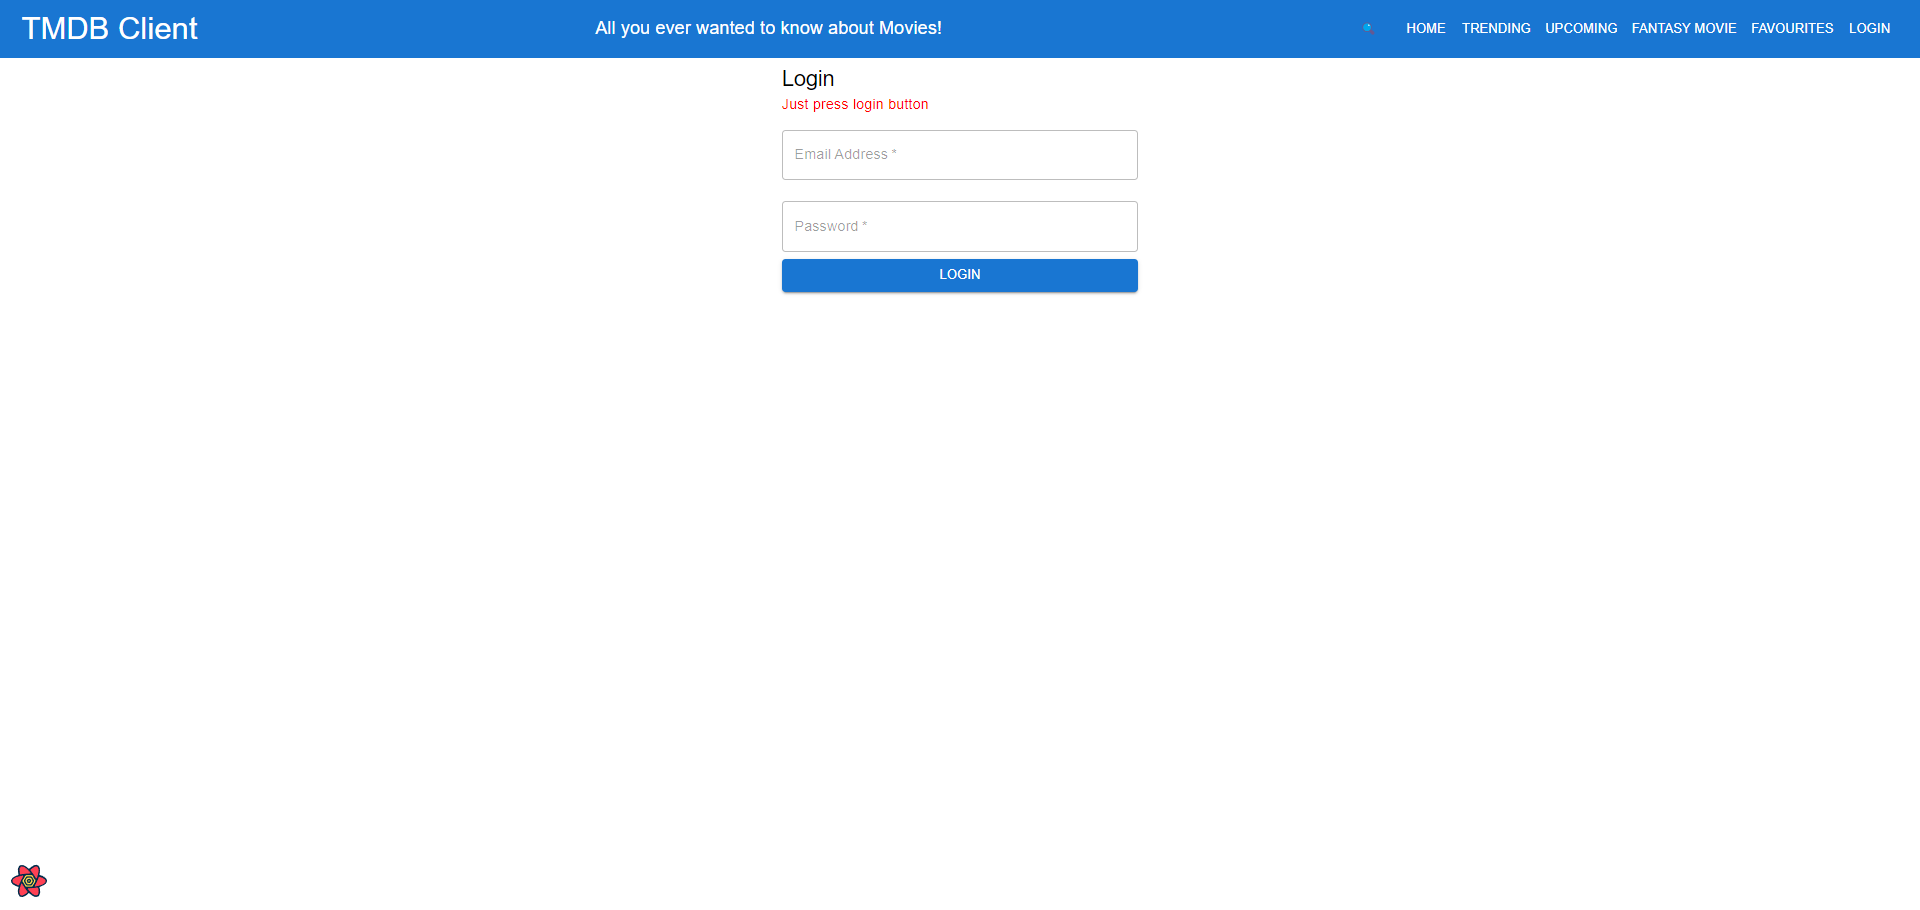 TMDB Client
All you ever wanted to know about Movies!
HOME TRENDING UPCOMING FANTASY MOVIE FAVOURITES LOGIN
Login
Just press login button
Email Address *
Password *
LOGIN